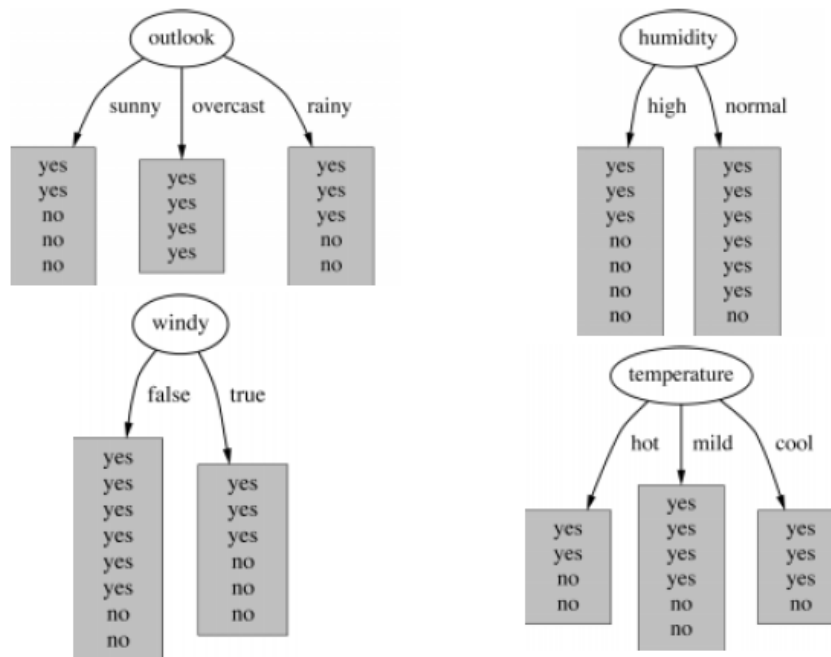 outlook
sunny overcast rainy
yes
yes
no
no
no
yes
yes
yes
yes
yes
yes
yes
no
no
humidity
high normal
yes
yes
yes
no
no
no
no
yes
yes
yes
yes
yes
yes
no
windy
false true
yes
yes
yes
yes
yes
yes
no
no
yes
yes
yes
no
no
no
temperature
hot mild cool
yes
yes
no
no
yes
yes
yes
yes
no
no
yes
yes
yes
no